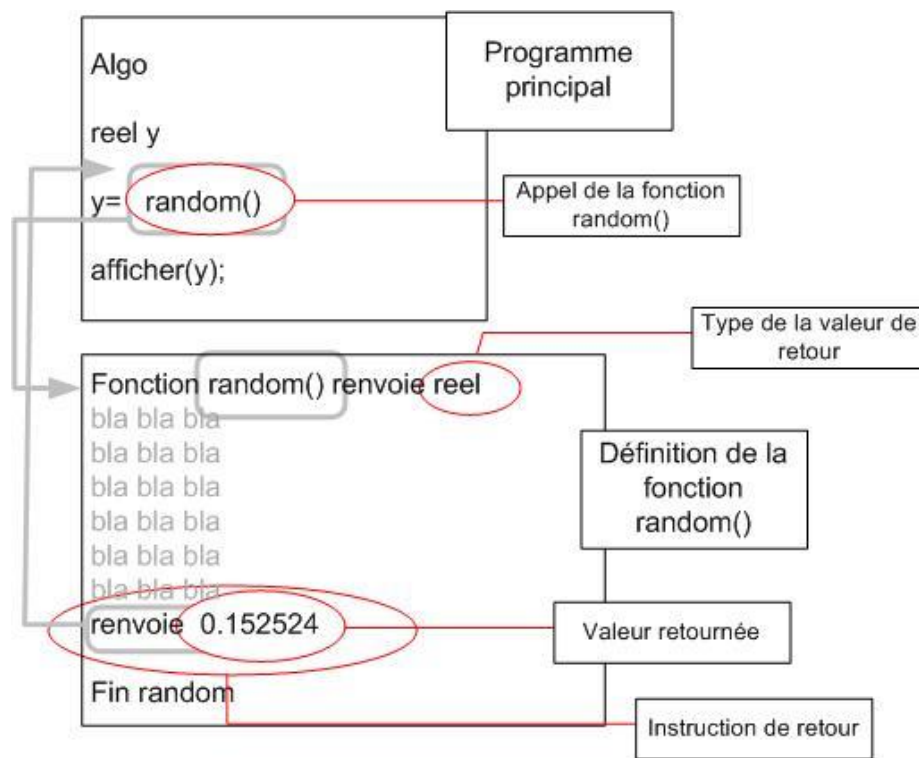 Programme
principal
Algo
reel y
y= random()
Appel de la fonction
random()
afficher(y);
Type de la valeur de
retour
Fonction random() renvoie reel
bla bla bla
bla bla bla
bla bla bla
bla bla bla
bla bla bla
bla bla bla
Définition de la
fonction
random()
renvoie 0.152524
Valeur retournée
Fin random
Instruction de retour